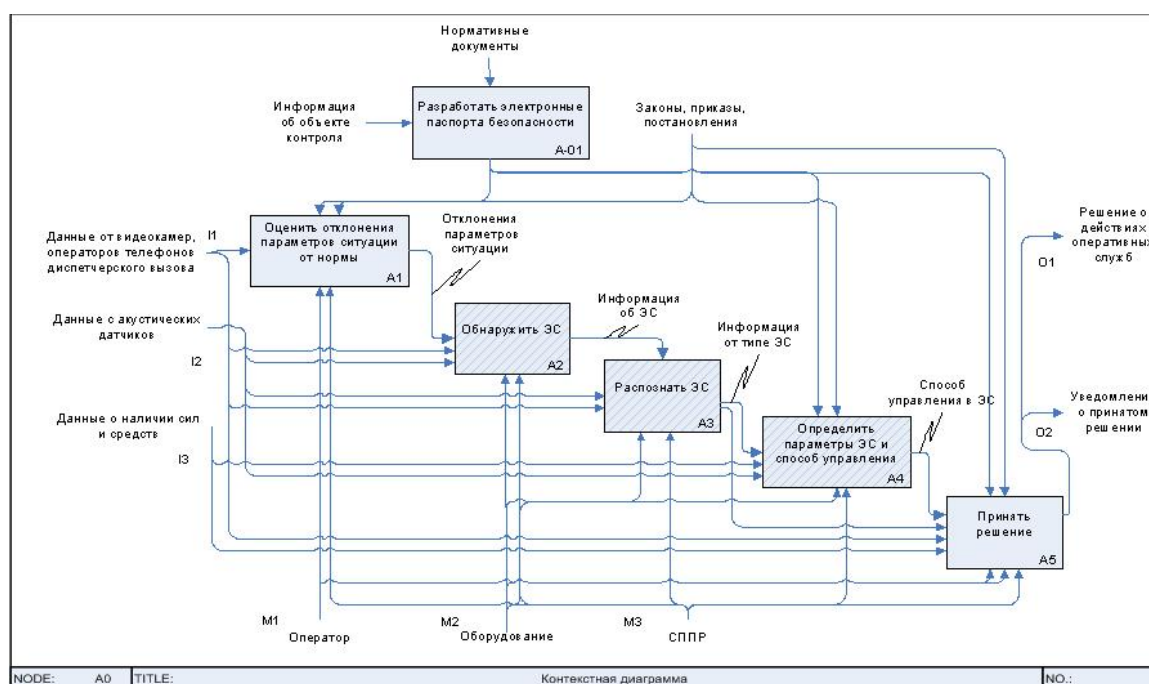 Нормативные
документы
Разработать электронные
паспорта безопасности
A-01
Информация
об объекте
контроля
Законы, приказы,
постановления
Оценить отклонения
параметров ситуации
от нормы
A1
Отклонения
параметров
ситуации
Данные от видеокамер,
операторов телефонов
диспетчерского вызова
I1
Решение о
действиях
оперативных
служб
O1
Данные с акустических
датчиков
I2
Обнаружить ЭС
A2
Информация
об ЭС
Распознать ЭС
A3
Информация
от типе ЭС
Данные о наличии сил
и средств
I3
Определить
параметры ЭС и
способ управления
A4
Способ
управления в ЭС
Уведомлени
о принятом
решении
O2
Принять
решение
A5
M1
Оператор
M2
Оборудование
M3
СППР
NODE: A0 TITLE: Контекстная диаграмма NO.: